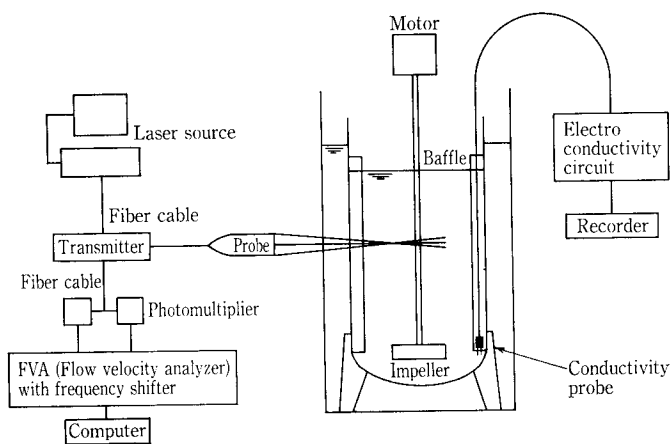 Motor
Laser source
Baffle
Electro
conductivity
circuit
Fiber cable
Transmitter
Probe
Recorder
Fiber cable
Photomultiplier
FVA (Flow velocity analyzer)
with frequency shifter
Impeller
Conductivity
probe
Computer